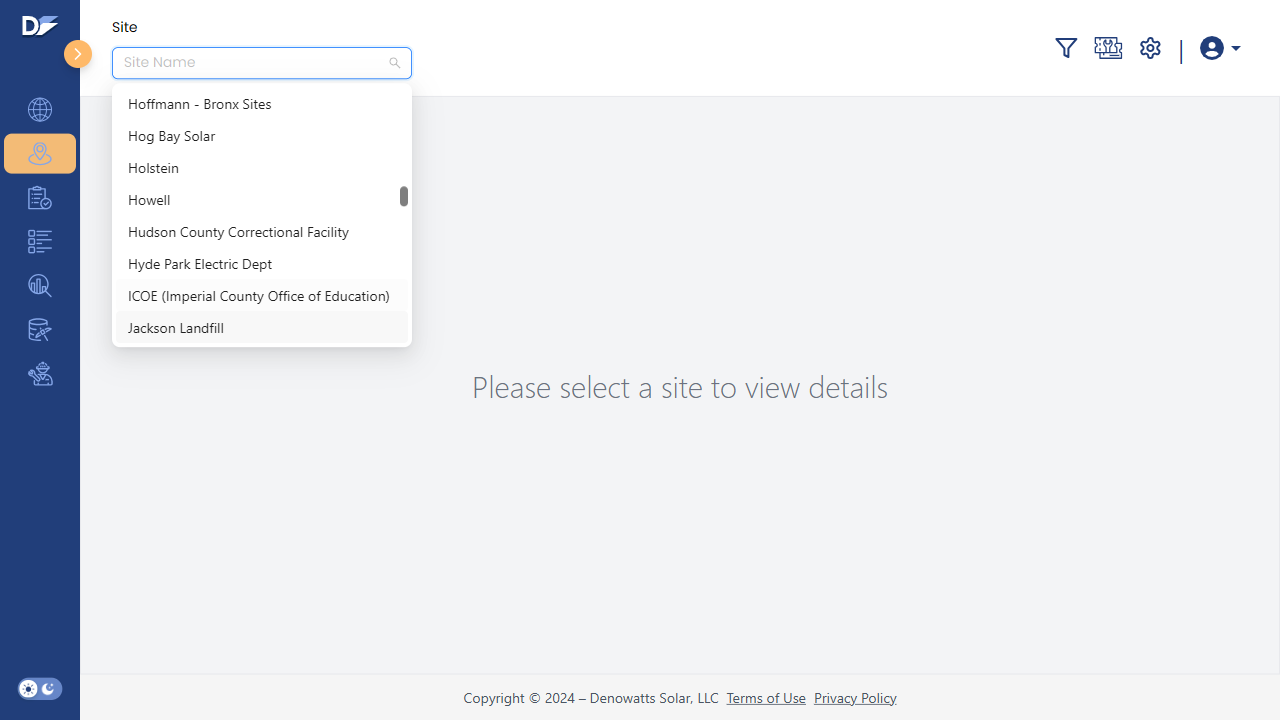 Site
Site Name
Hoffmann - Bronx Sites
Hog Bay Solar
Holstein
Howell
Hudson County Correctional Facility
Hyde Park Electric Dept
ICOE (Imperial County Office of Education)
Jackson Landfill
Please select a site to view details
Copyright © 2024 – Denowatts Solar, LLC Terms of Use Privacy Policy